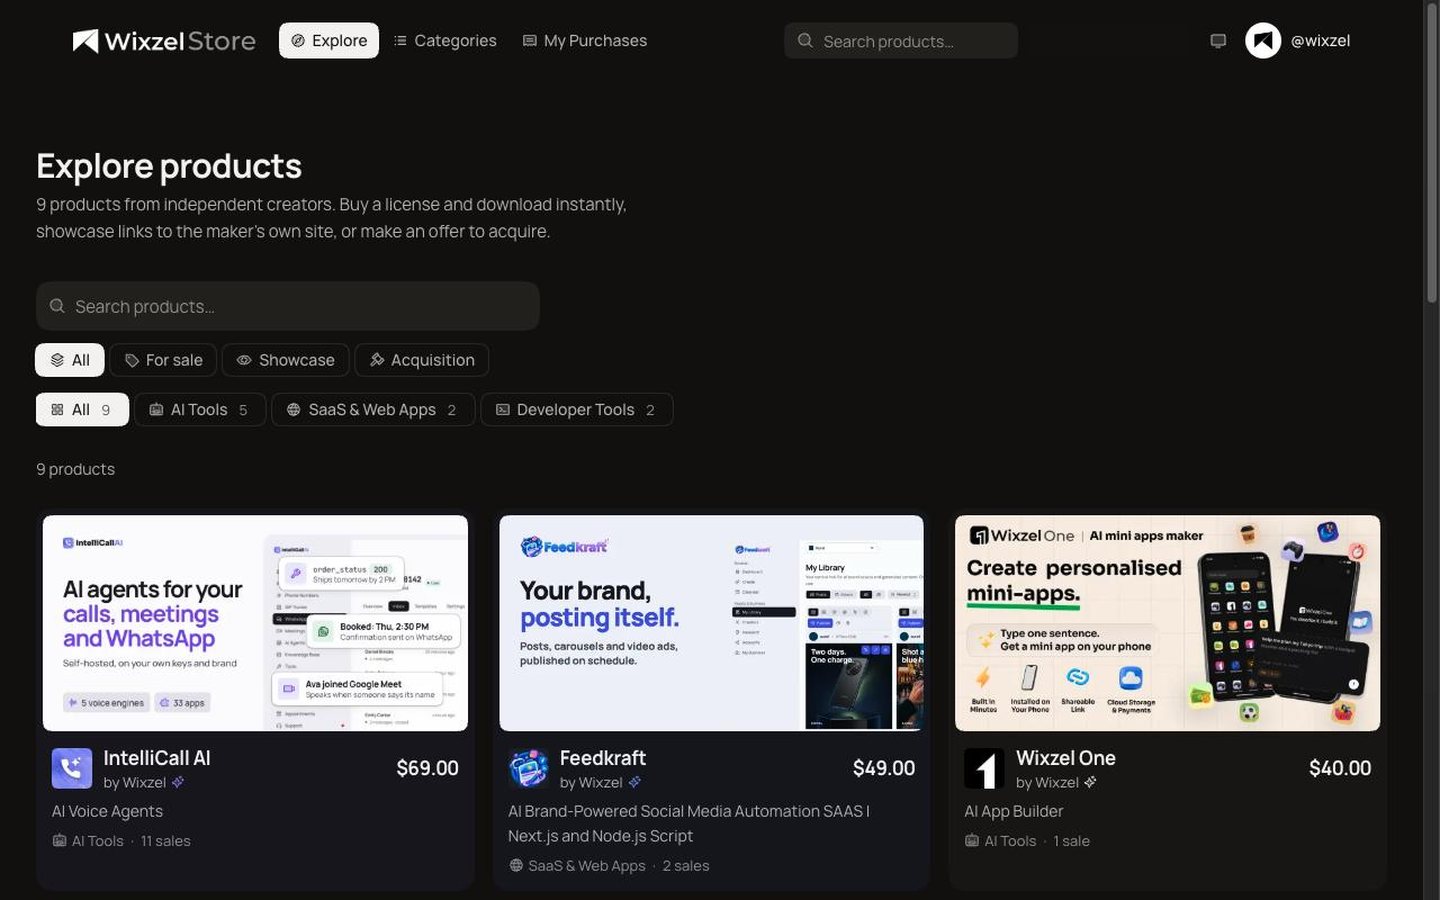 Wixzel Store
Explore
Categories
My Purchases
Search products...
@wixzel
Explore products
9 products from independent creators. Buy a license and download instantly,
showcase links to the maker's own site, or make an offer to acquire.
Search products...
All
For sale
Showcase
Acquisition
All 9
AI Tools 5
SaaS & Web Apps 2
Developer Tools 2
9 products
IntelliCall AI
AI agents for your
calls, meetings
and WhatsApp
Self-hosted, on your own keys and brand
5 voice engines
33 apps
order_status 200
Ships tomorrow by 2 PM
Booked: Thu, 2:30 PM
Confirmation sent on WhatsApp
Ava joined Google Meet
Speaks when someone says its name
Feedkraft
Your brand,
posting itself.
Posts, carousels and video ads,
published on schedule.
My Library
Two days.
One charge.
Wixzel One | AI mini apps maker
Create personalised
mini-apps.
Type one sentence.
Get a mini app on your phone
Built in
Minutes
Installed on
Your Phone
Shareable
Link
Cloud Storage
& Payments
IntelliCall AI
by Wixzel
$69.00
AI Voice Agents
AI Tools · 11 sales
Feedkraft
by Wixzel
$49.00
AI Brand-Powered Social Media Automation SAAS |
Next.js and Node.js Script
SaaS & Web Apps · 2 sales
Wixzel One
by Wixzel
$40.00
AI App Builder
AI Tools · 1 sale